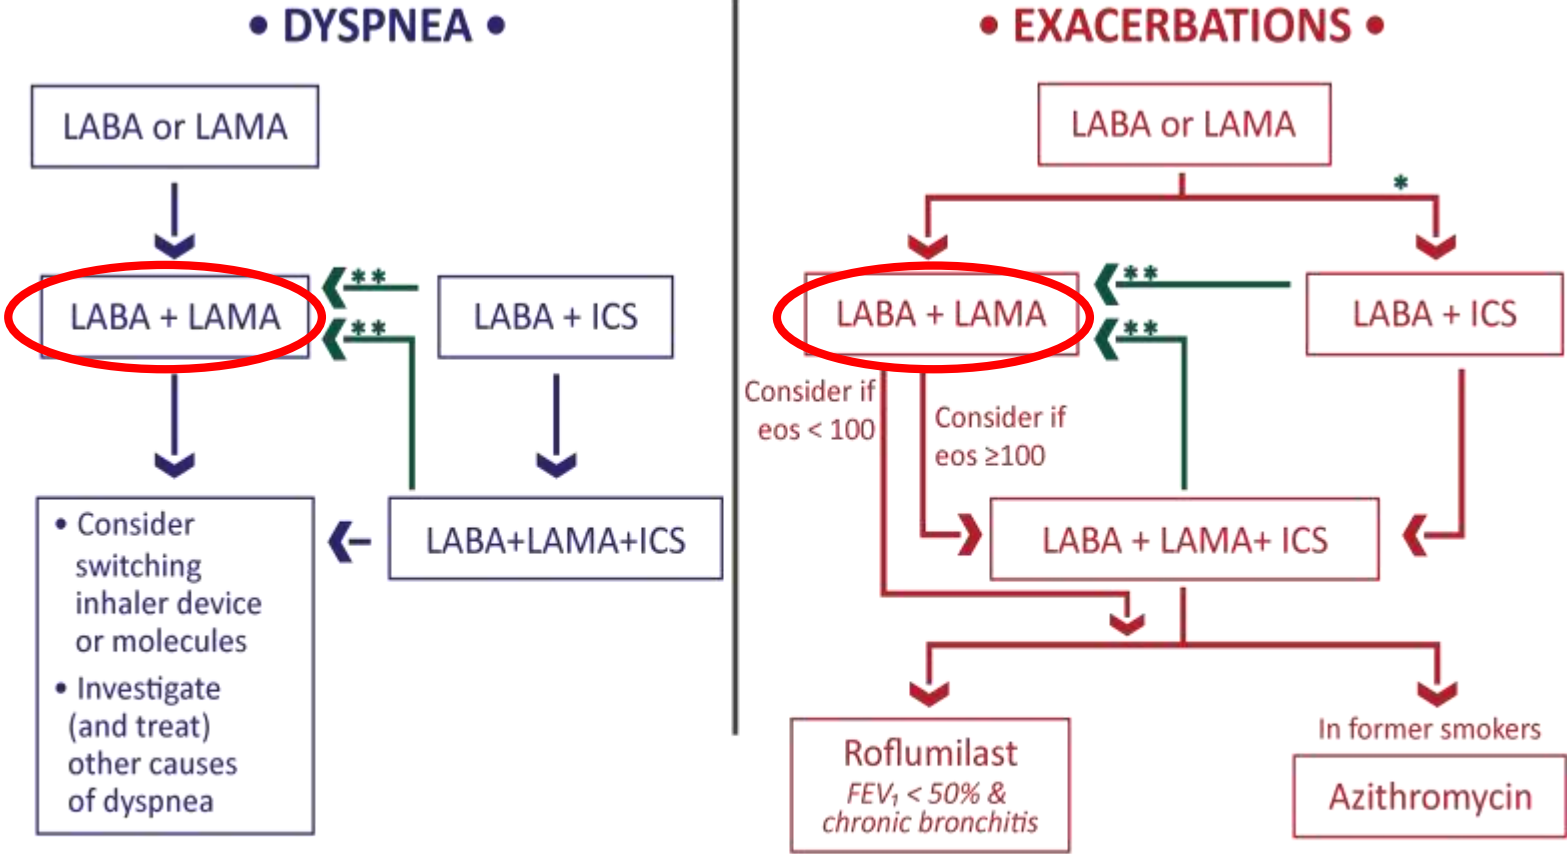 • DYSPNEA •
LABA or LAMA
LABA + LAMA
**
**
LABA + ICS
• Consider
switching
inhaler device
or molecules
• Investigate
(and treat)
other causes
of dyspnea
LABA+LAMA+ICS
• EXACERBATIONS •
LABA or LAMA
*
LABA + LAMA
**
**
LABA + ICS
Consider if
eos < 100
Consider if
eos ≥100
LABA + LAMA+ ICS
Roflumilast
FEV₁ < 50% &
chronic bronchitis
In former smokers
Azithromycin